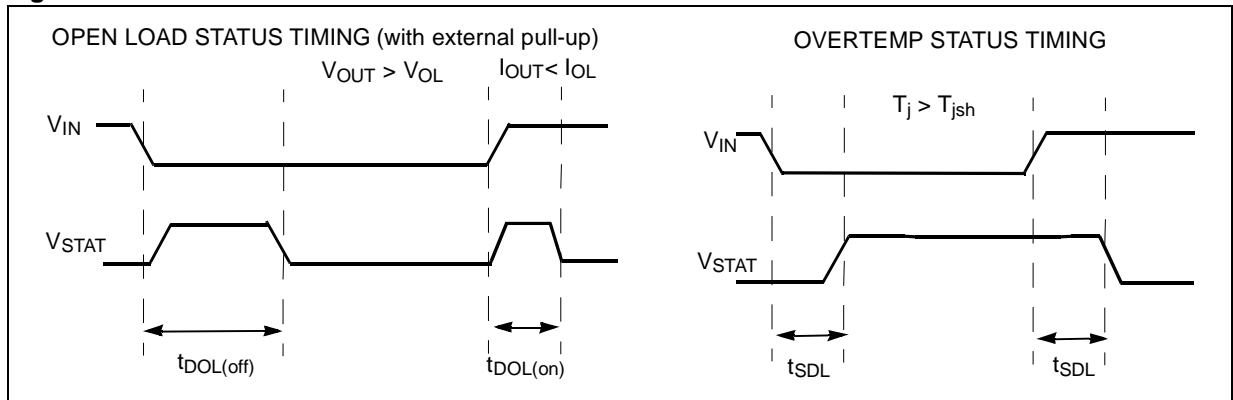 OPEN LOAD STATUS TIMING (with external pull-up)
VOUT > VOL
IOUT< IOL
VIN
VSTAT
tDOL(off)
tDOL(on)
OVERTEMP STATUS TIMING
Tj > Tjsh
VIN
VSTAT
tSDL
tSDL